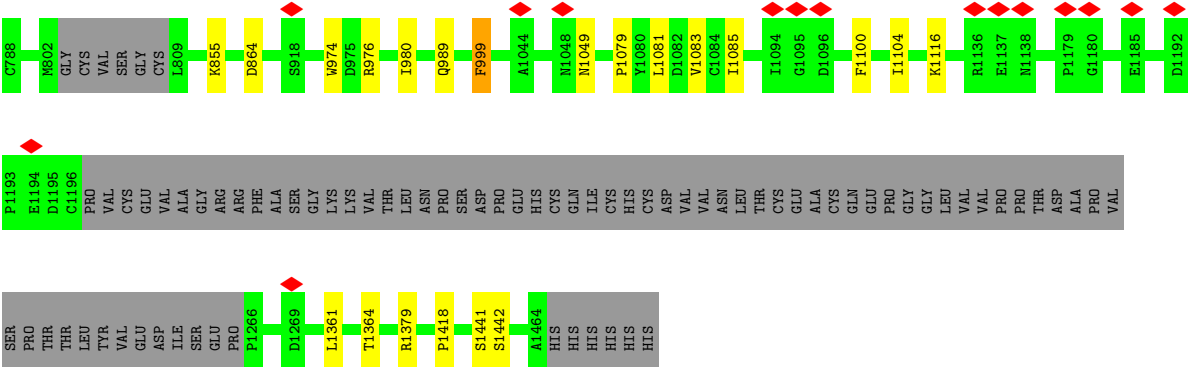 C788 M802 GLY CYS VAL SER GLY CYS L809 K855 D864 S918 W974 D975 R976 I980 Q989 F999 A1044 N1048 N1049 P1079 Y1080 L1081 D1082 V1083 C1084 I1085 I1094 G1095 D1096 F1100 I1104 K1116 R1136 E1137 N1138 P1179 G1180 E1185 D1192
P1193 E1194 D1195 C1196 PRO VAL CYS GLU VAL ALA GLY ARG ARG PHE ALA SER GLY LYS LYS VAL THR LEU ASN PRO SER ASP PRO GLU HIS CYS GLN ILE CYS HIS CYS ASP VAL VAL ASN LEU THR CYS GLU ALA CYS GLN GLU PRO GLY GLY LEU VAL VAL PRO PRO THR ASP ALA PRO VAL
SER PRO THR THR LEU TYR VAL GLU ASP ILE SER GLU PRO P1266 D1269 L1361 T1364 R1379 P1418 S1441 S1442 A1464 HIS HIS HIS HIS HIS HIS